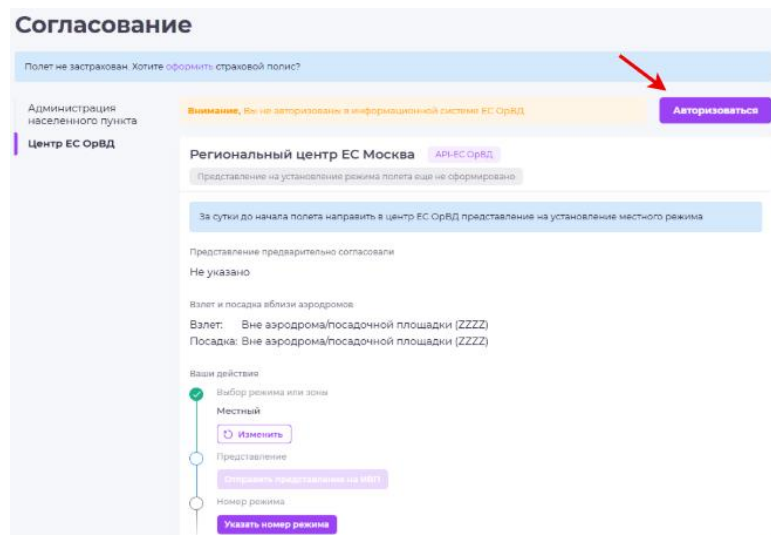 Согласование
Полет не застрахован. Хотите оформить страховой полис?
Администрация
населенного пункта
Центр ЕС ОрВД
Внимание, Вы не авторизованы в информационной системе ЕС ОрВД
Авторизоваться
Региональный центр ЕС Москва
API-ЕС ОрВД
Представление на установление режима полета еще не сформировано
За сутки до начала полета направить в центр ЕС ОрВД представление на установление местного режима
Представление предварительно согласовали
Не указано
Взлет и посадка вблизи аэродромов
Взлет: Вне аэродрома/посадочной площадки (ZZZZ)
Посадка: Вне аэродрома/посадочной площадки (ZZZZ)
Ваши действия
Выбор режима или зоны
Местный
Изменить
Представление
Отправить представление на ИВП
Номер режима
Указать номер режима